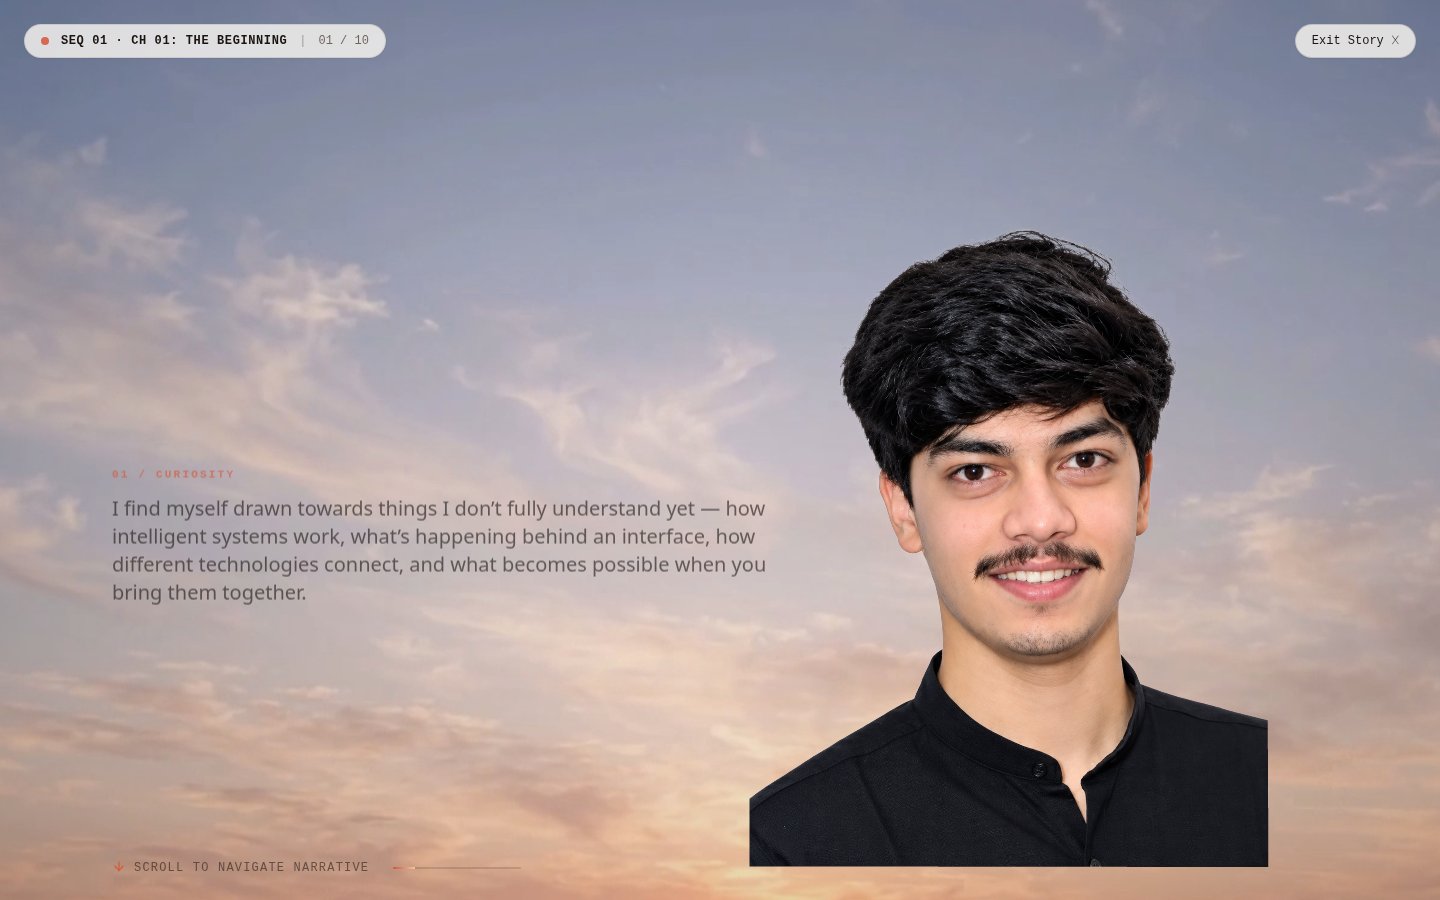 SEQ 01 · CH 01: THE BEGINNING | 01 / 10
Exit Story X
01 / CURIOSITY
I find myself drawn towards things I don’t fully understand yet — how
intelligent systems work, what’s happening behind an interface, how
different technologies connect, and what becomes possible when you
bring them together.
↓ SCROLL TO NAVIGATE NARRATIVE